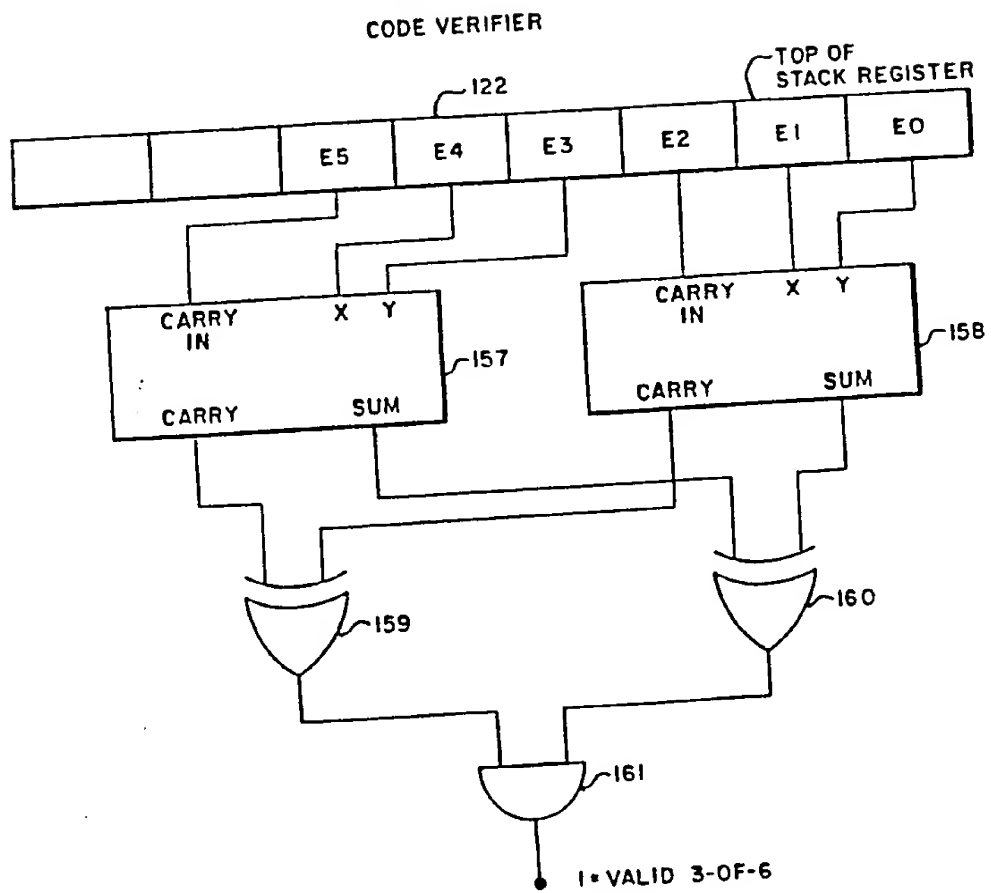 CODE VERIFIER
TOP OF
STACK REGISTER
122
E5 E4 E3 E2 E1 E0
CARRY IN X Y
CARRY IN X Y
157
158
CARRY SUM
CARRY SUM
159
160
161
1 = VALID 3-OF-6